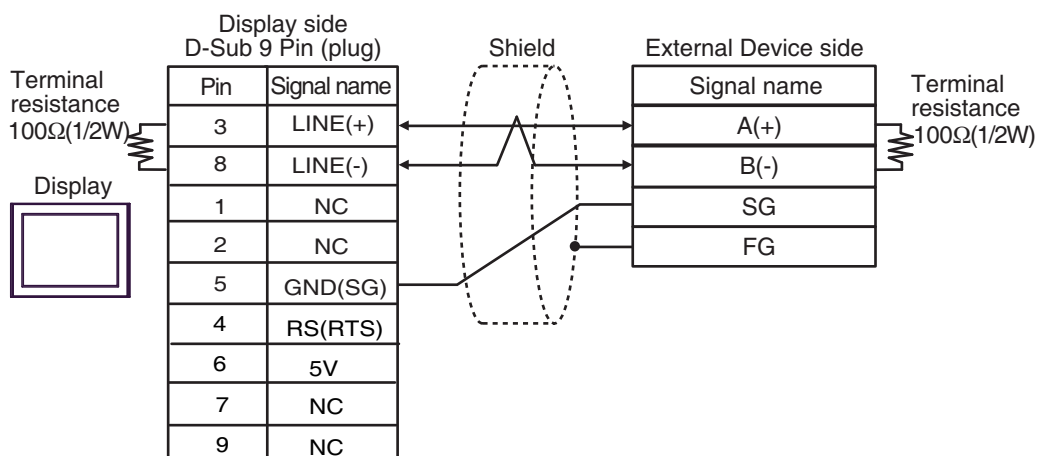 Display side
D-Sub 9 Pin (plug)
Shield
External Device side
Terminal
resistance
100Ω(1/2W)
Pin Signal name
Signal name
Terminal
resistance
100Ω(1/2W)
3 LINE(+)
A(+)
8 LINE(-)
B(-)
Display
1 NC
SG
2 NC
FG
5 GND(SG)
4 RS(RTS)
6 5V
7 NC
9 NC